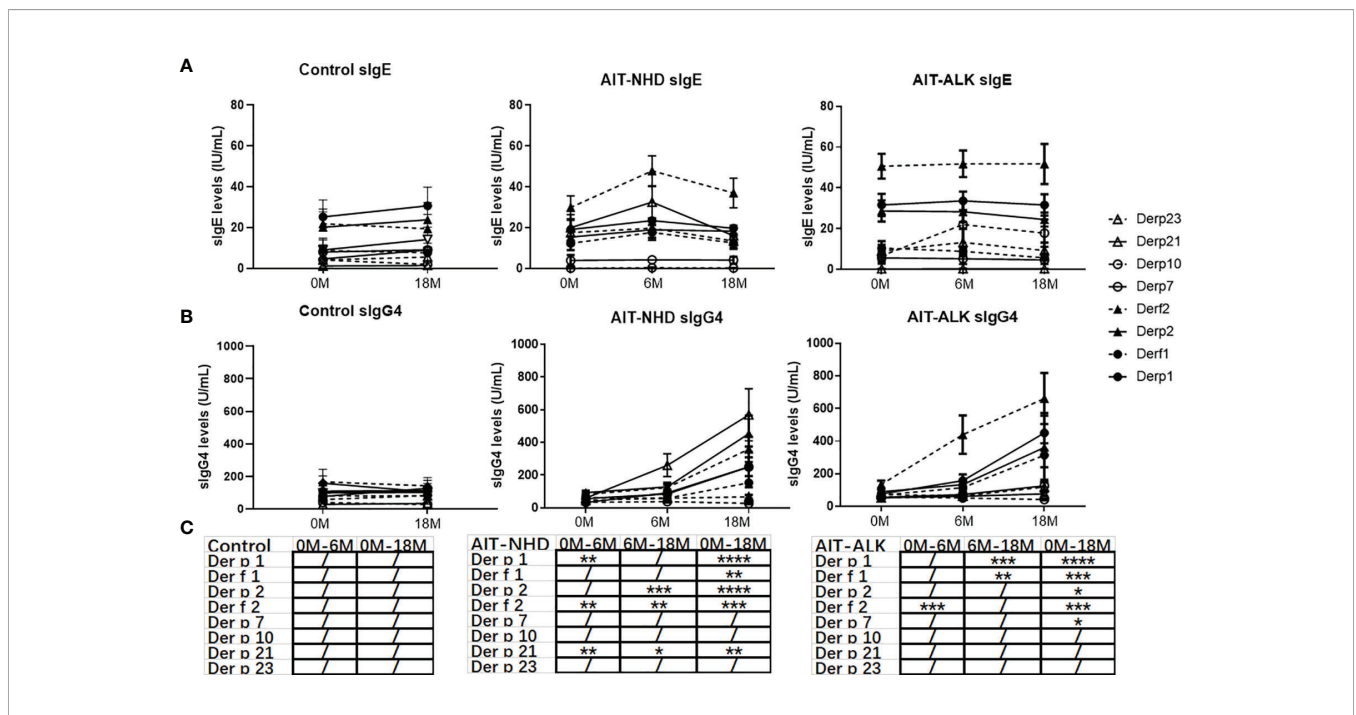 A
Control sIgE
AIT-NHD sIgE
AIT-ALK sIgE
sIgE levels (IU/mL)
80
60
40
20
0
0M 18M
sIgE levels (IU/mL)
80
60
40
20
0
0M 6M 18M
sIgE levels (IU/mL)
80
60
40
20
0
0M 6M 18M
Derp23
Derp21
Derp10
Derp7
Derf2
Derp2
Derf1
Derp1
B
Control sIgG4
AIT-NHD sIgG4
AIT-ALK sIgG4
sIgG4 levels (U/mL)
1000
800
600
400
200
0
0M 18M
sIgG4 levels (U/mL)
1000
800
600
400
200
0
0M 6M 18M
sIgG4 levels (U/mL)
1000
800
600
400
200
0
0M 6M 18M
C
Control 0M-6M 0M-18M
Der p 1 / /
Der f 1 / /
Der p 2 / /
Der f 2 / /
Der p 7 / /
Der p 10 / /
Der p 21 / /
Der p 23 / /
AIT-NHD 0M-6M 6M-18M 0M-18M
Der p 1 ** / ****
Der f 1 / / **
Der p 2 / *** ****
Der f 2 ** ** ***
Der p 7 / / /
Der p 10 / / /
Der p 21 ** * **
Der p 23 / / /
AIT-ALK 0M-6M 6M-18M 0M-18M
Der p 1 / *** ****
Der f 1 / ** ***
Der p 2 / / *
Der f 2 *** / ***
Der p 7 / / *
Der p 10 / / /
Der p 21 / / /
Der p 23 / / /